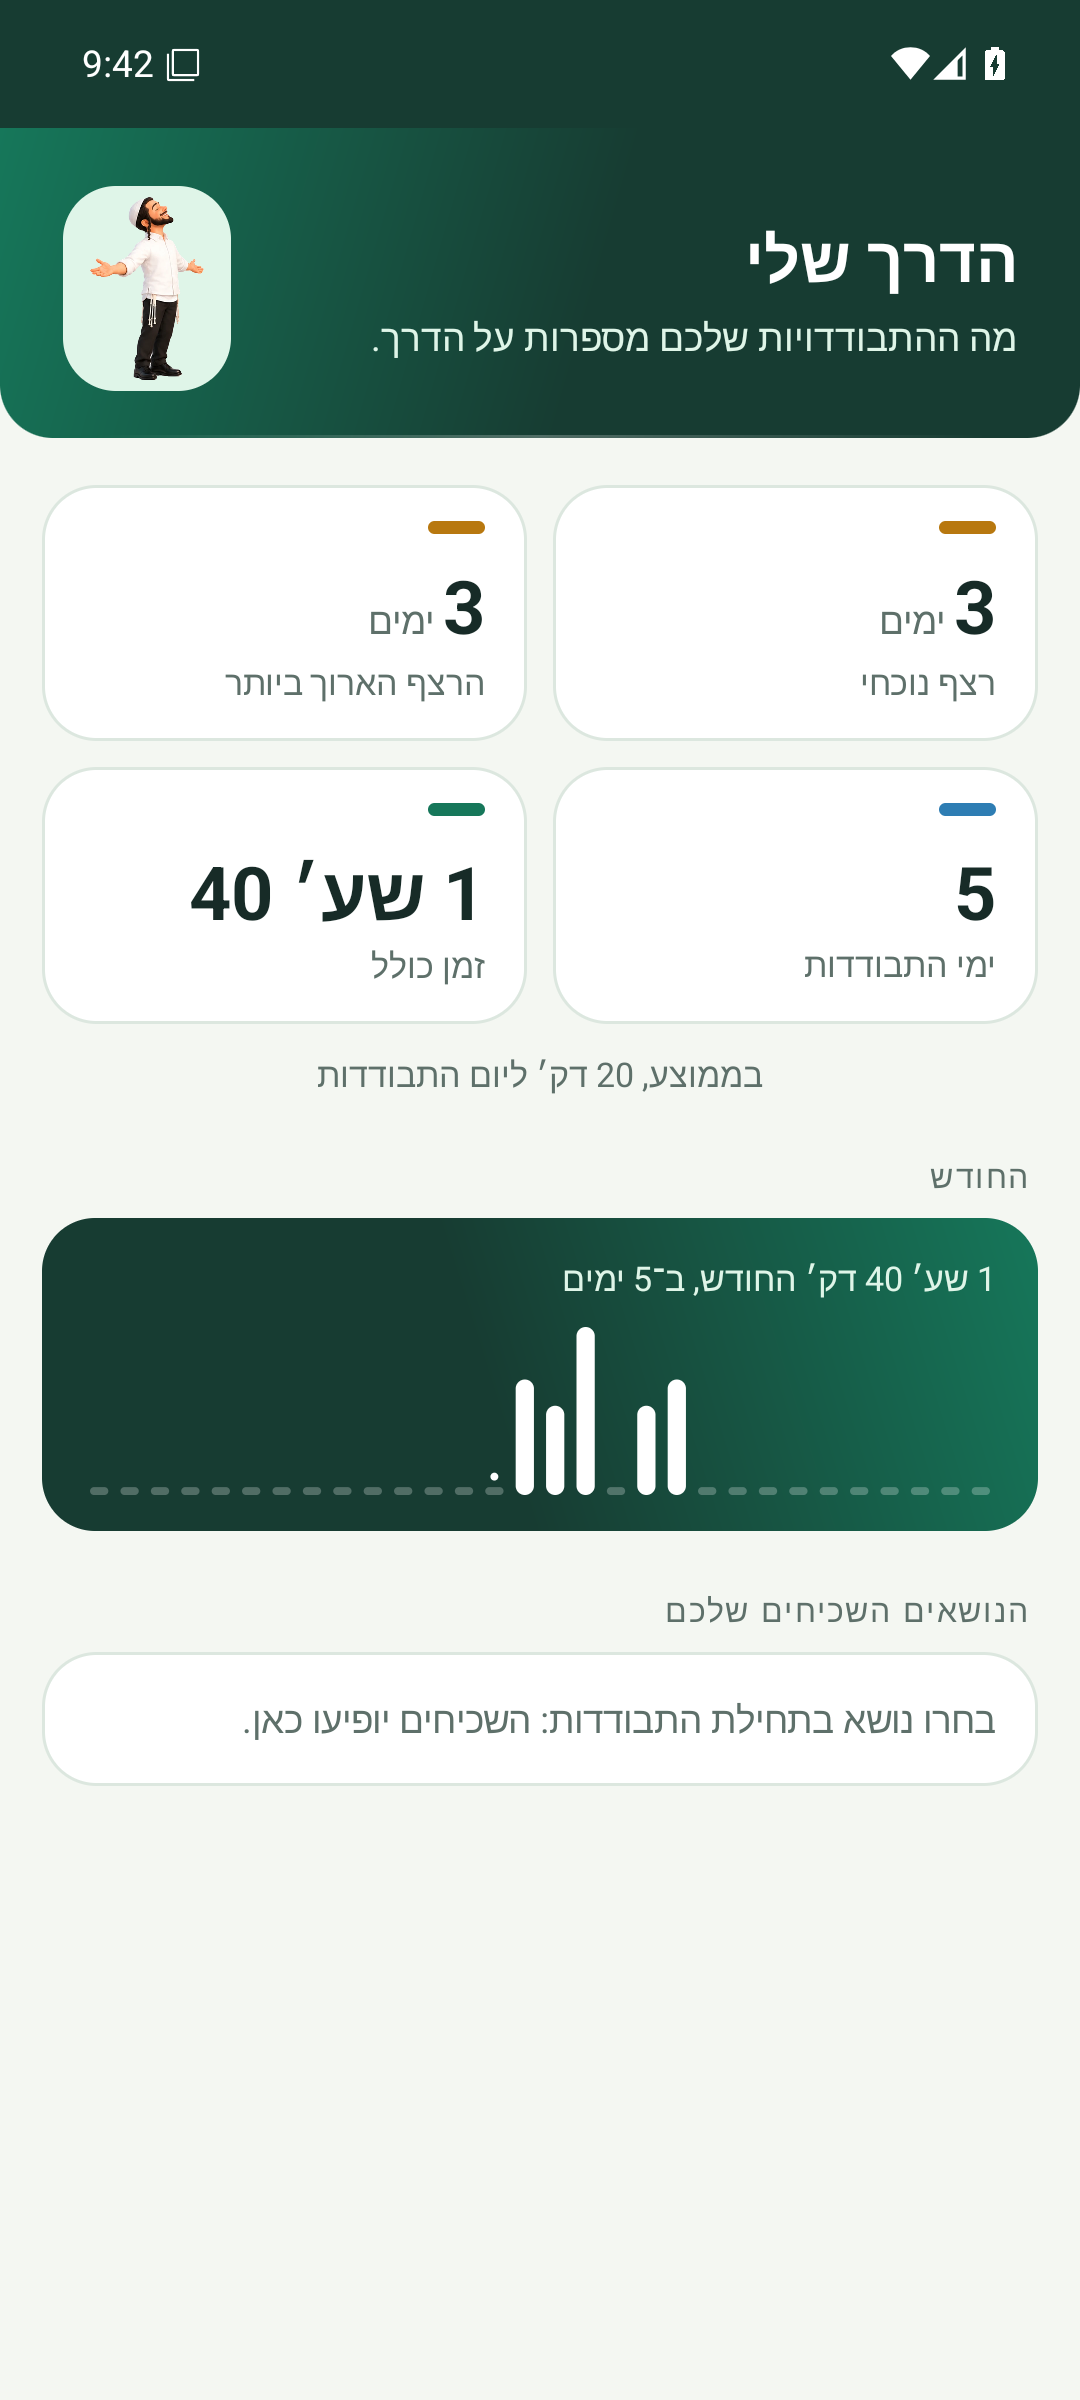 9:42
הדרך שלי
מה ההתבודדויות שלכם מספרות על הדרך.
3 ימים
רצף נוכחי
3 ימים
הרצף הארוך ביותר
5
ימי התבודדות
1 שע׳ 40
זמן כולל
בממוצע, 20 דק׳ ליום התבודדות
החודש
1 שע׳ 40 דק׳ החודש, ב־5 ימים
הנושאים השכיחים שלכם
בחרו נושא בתחילת התבודדות: השכיחים יופיעו כאן.